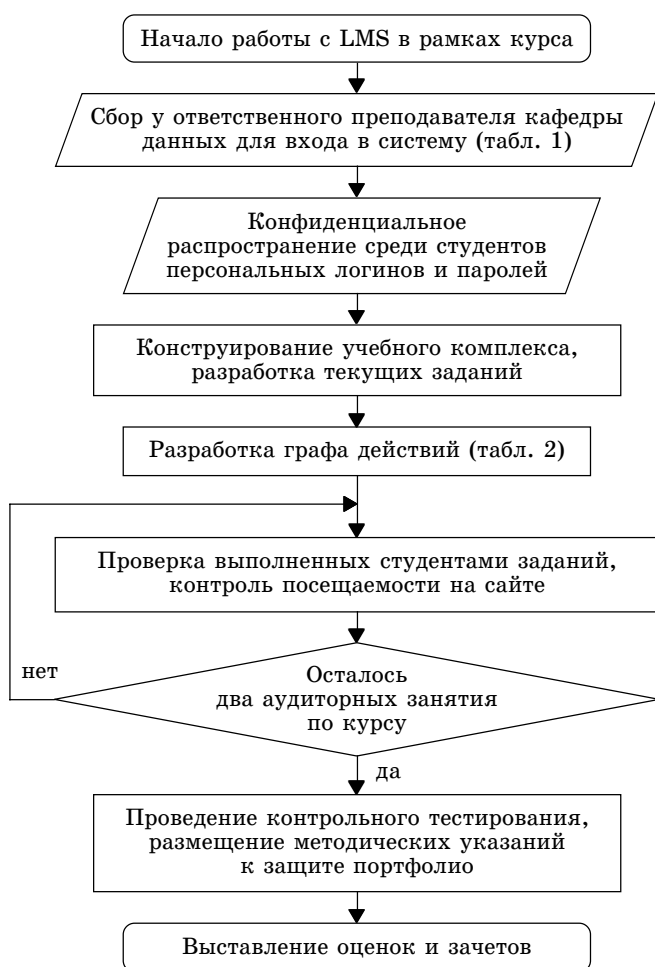 Начало работы с LMS в рамках курса
Сбор у ответственного преподавателя кафедры
данных для входа в систему (табл. 1)
Конфиденциальное
распространение среди студентов
персональных логинов и паролей
Конструирование учебного комплекса,
разработка текущих заданий
Разработка графа действий (табл. 2)
Проверка выполненных студентами заданий,
контроль посещаемости на сайте
нет
Осталось
два аудиторных занятия
по курсу
да
Проведение контрольного тестирования,
размещение методических указаний
к защите портфолио
Выставление оценок и зачетов